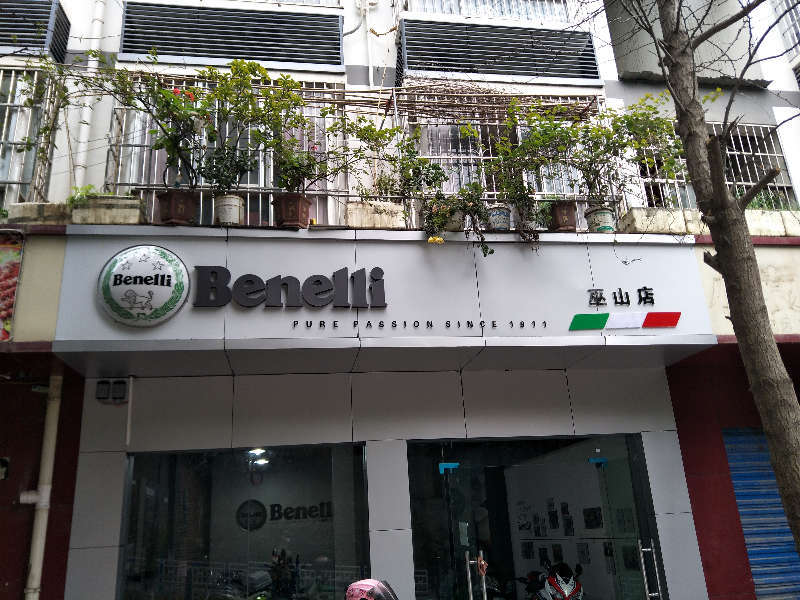 Benelli
Benelli
PURE PASSION SINCE 1911
巫山店
Benelli